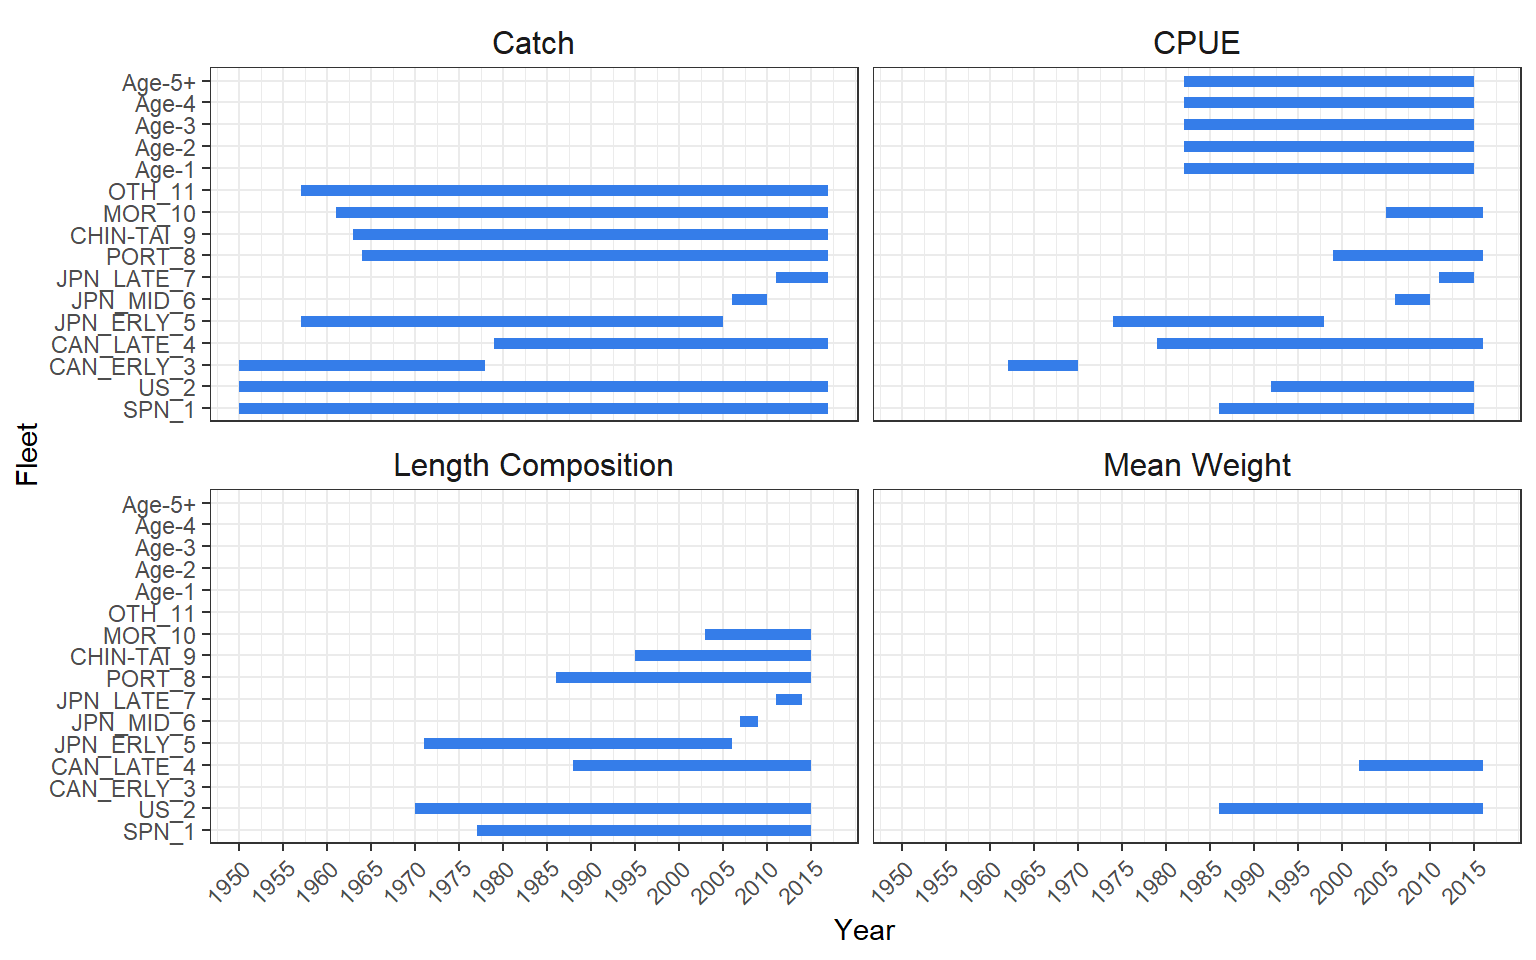 Catch
CPUE
Age-5+
Age-4
Age-3
Age-2
Age-1
OTH_11
MOR_10
CHIN-TAI_9
PORT_8
JPN_LATE_7
JPN_MID_6
JPN_ERLY_5
CAN_LATE_4
CAN_ERLY_3
US_2
SPN_1
Fleet
Length Composition
Mean Weight
Age-5+
Age-4
Age-3
Age-2
Age-1
OTH_11
MOR_10
CHIN-TAI_9
PORT_8
JPN_LATE_7
JPN_MID_6
JPN_ERLY_5
CAN_LATE_4
CAN_ERLY_3
US_2
SPN_1
1950 1955 1960 1965 1970 1975 1980 1985 1990 1995 2000 2005 2010 2015
1950 1955 1960 1965 1970 1975 1980 1985 1990 1995 2000 2005 2010 2015
Year